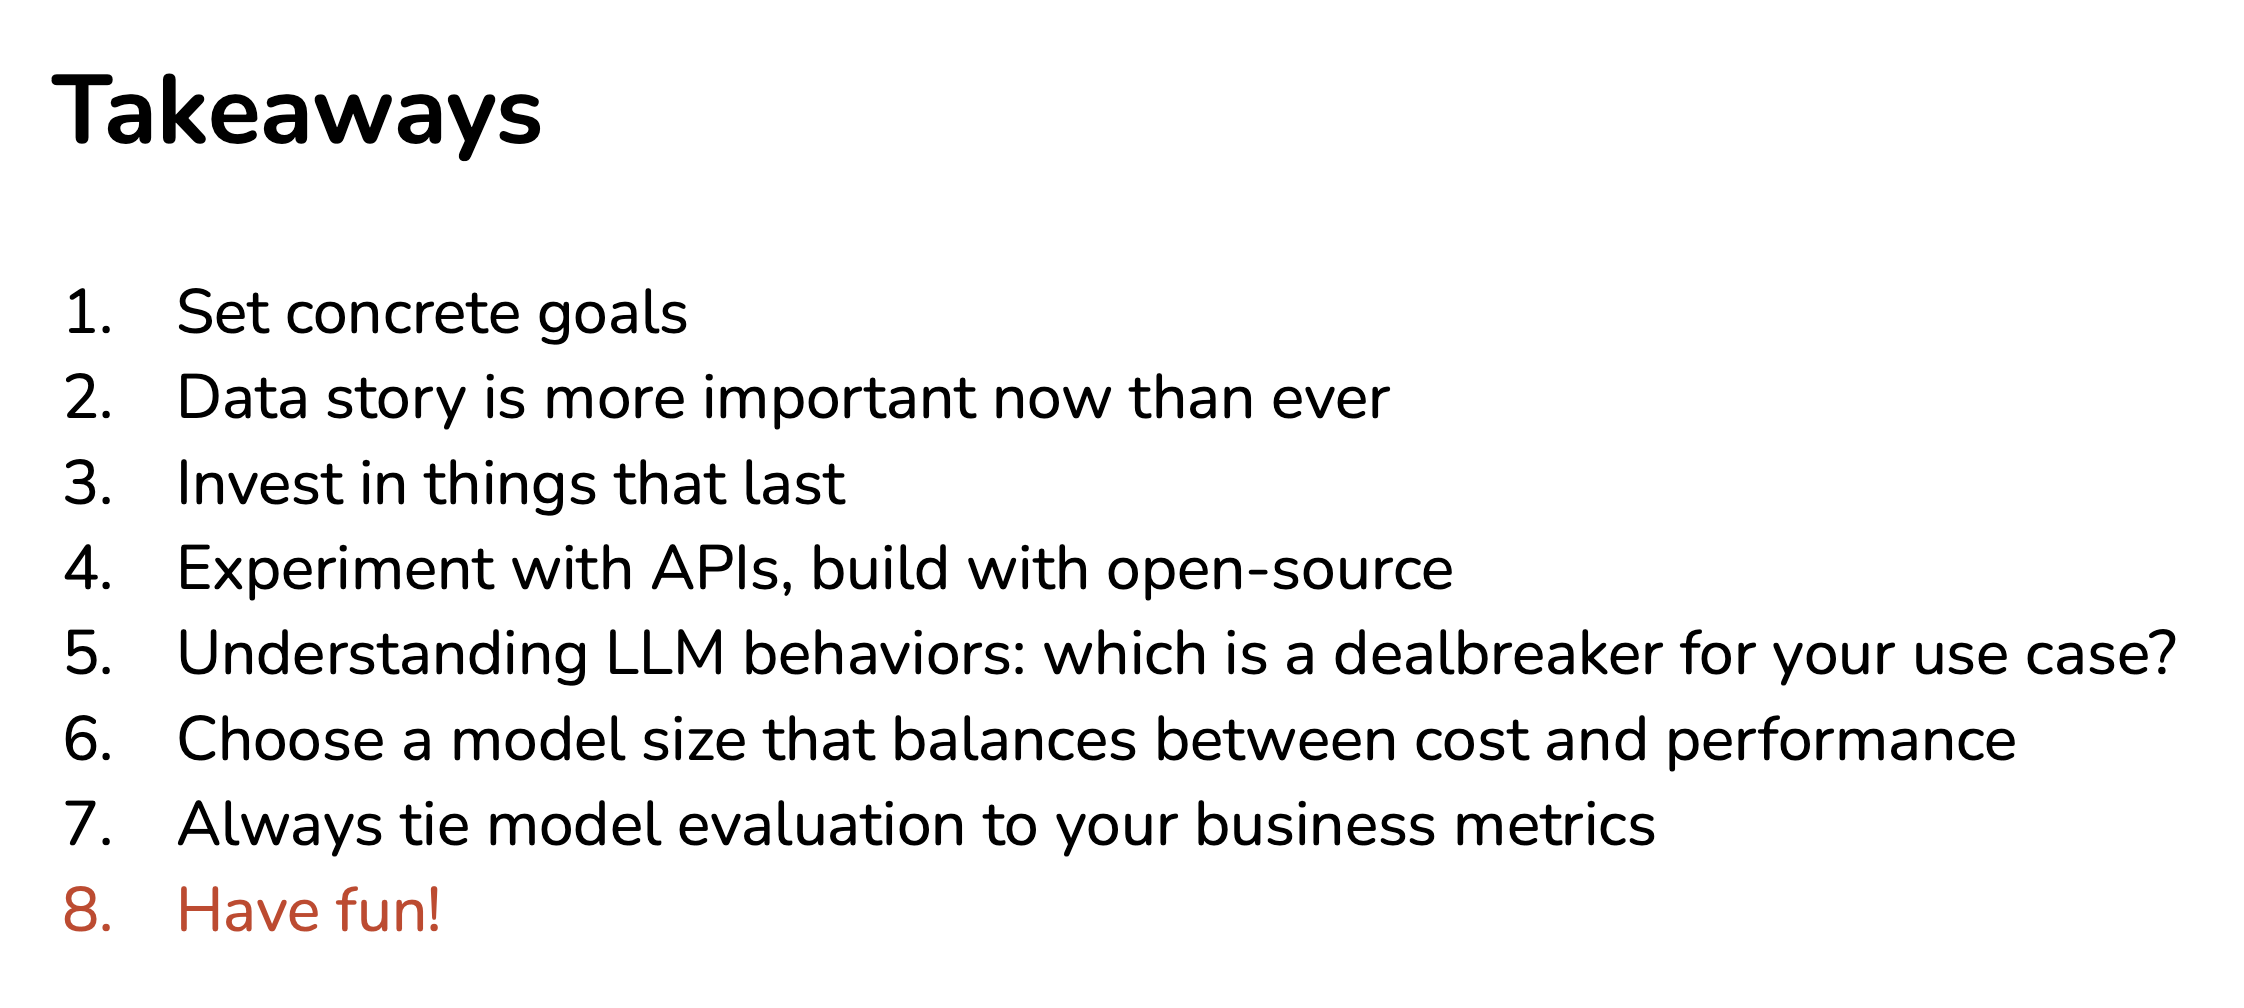 Takeaways
1. Set concrete goals
2. Data story is more important now than ever
3. Invest in things that last
4. Experiment with APIs, build with open-source
5. Understanding LLM behaviors: which is a dealbreaker for your use case?
6. Choose a model size that balances between cost and performance
7. Always tie model evaluation to your business metrics
8. Have fun!